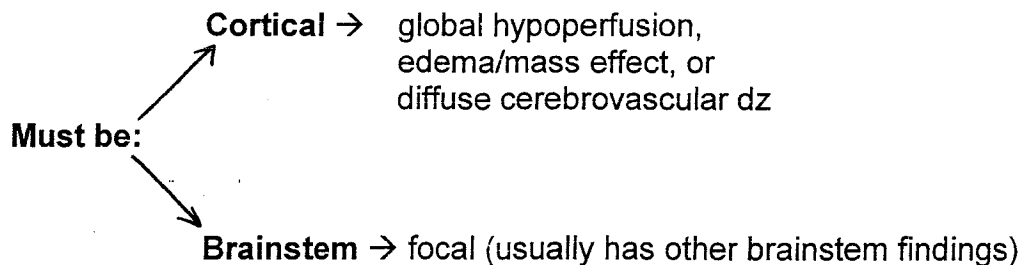 Cortical → global hypoperfusion,
edema/mass effect, or
diffuse cerebrovascular dz
Must be:
Brainstem → focal (usually has other brainstem findings)